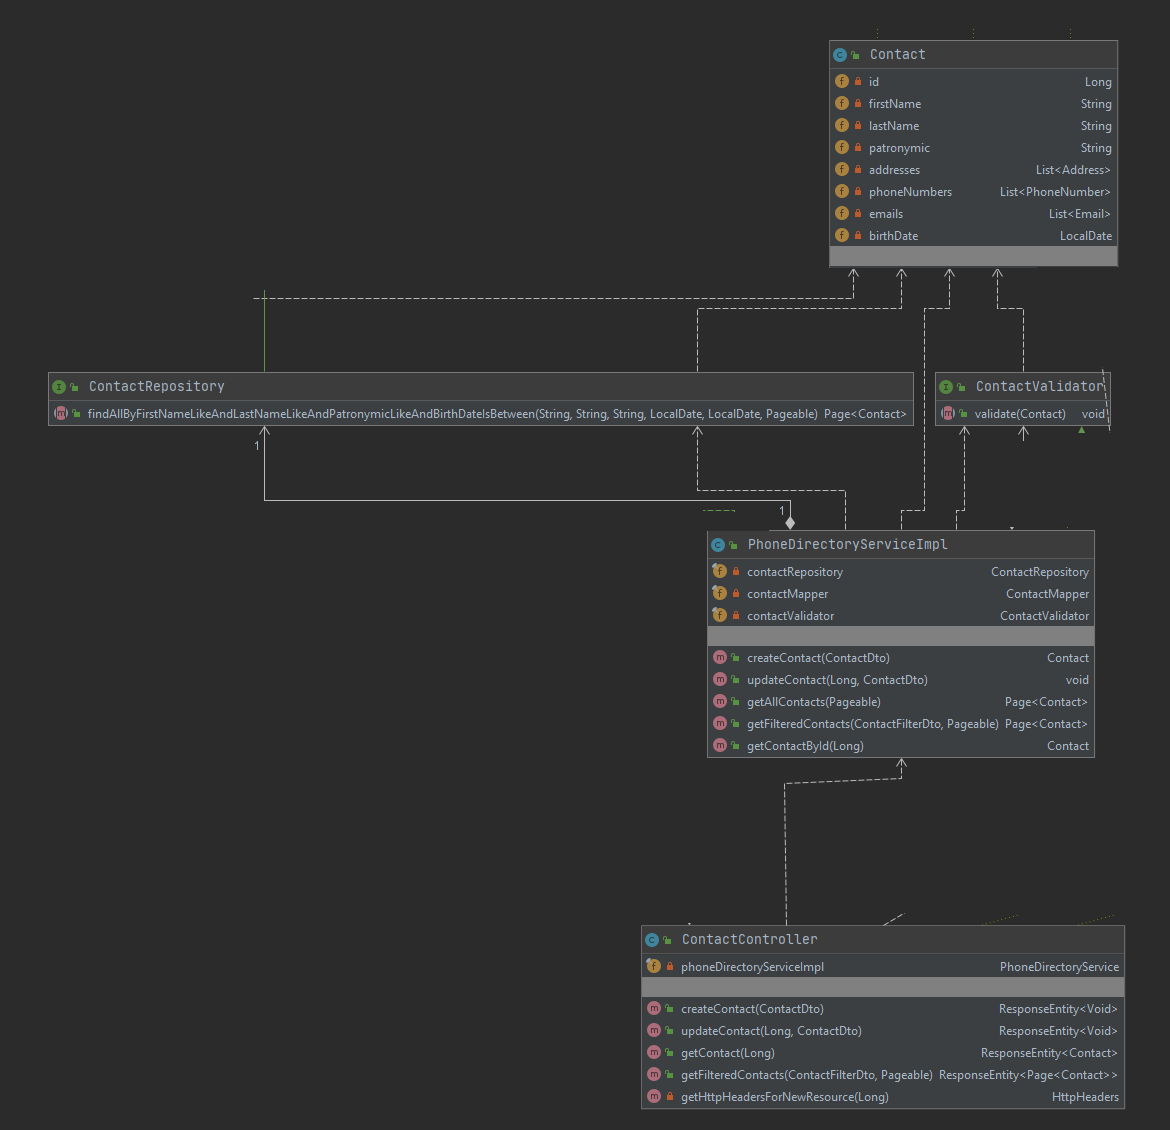 Contact
id Long
firstName String
lastName String
patronymic String
addresses List<Address>
phoneNumbers List<PhoneNumber>
emails List<Email>
birthDate LocalDate
ContactRepository
findAllByFirstNameLikeAndLastNameLikeAndPatronymicLikeAndBirthDateIsBetween(String, String, String, LocalDate, LocalDate, Pageable) Page<Contact>
ContactValidator
validate(Contact) void
1
1
PhoneDirectoryServiceImpl
contactRepository ContactRepository
contactMapper ContactMapper
contactValidator ContactValidator
createContact(ContactDto) Contact
updateContact(Long, ContactDto) void
getAllContacts(Pageable) Page<Contact>
getFilteredContacts(ContactFilterDto, Pageable) Page<Contact>
getContactById(Long) Contact
ContactController
phoneDirectoryServiceImpl PhoneDirectoryService
createContact(ContactDto) ResponseEntity<Void>
updateContact(Long, ContactDto) ResponseEntity<Void>
getContact(Long) ResponseEntity<Contact>
getFilteredContacts(ContactFilterDto, Pageable) ResponseEntity<Page<Contact>>
getHttpHeadersForNewResource(Long) HttpHeaders